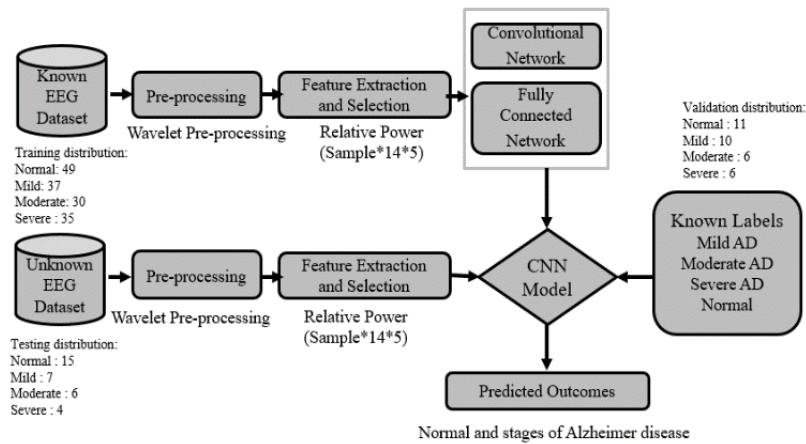 Convolutional
Network
Fully
Connected
Network
Known
EEG
Dataset
Pre-processing
Wavelet Pre-processing
Feature Extraction
and Selection
Relative Power
(Sample*14*5)
Training distribution:
Normal: 49
Mild: 37
Moderate: 30
Severe : 35
Validation distribution:
Normal : 11
Mild : 10
Moderate : 6
Severe : 6
Known Labels
Mild AD
Moderate AD
Severe AD
Normal
Unknown
EEG
Dataset
Pre-processing
Wavelet Pre-processing
Feature Extraction
and Selection
Relative Power
(Sample*14*5)
CNN
Model
Testing distribution:
Normal : 15
Mild : 7
Moderate : 6
Severe : 4
Predicted Outcomes
Normal and stages of Alzheimer disease